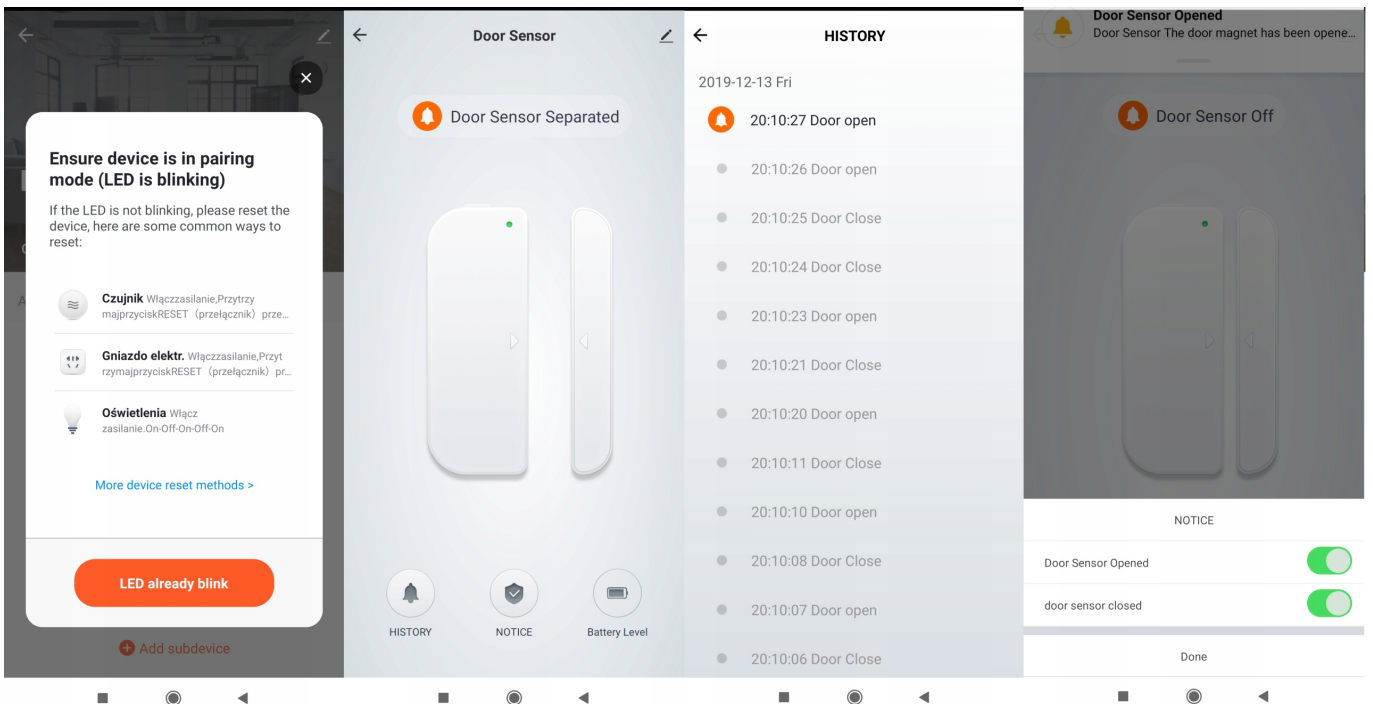 Ensure device is in pairing
mode (LED is blinking)
If the LED is not blinking, please reset the
device, here are some common ways to
reset:
Czujnik Włączzasilanie,Przytrzy
majprzyciskRESET（przełącznik）prze...
Gniazdo elektr. Włączzasilanie,Przyt
rzymajprzyciskRESET（przełącznik）pr...
Oświetlenia Włącz
zasilanie.On-Off-On-Off-On
More device reset methods >
LED already blink
Add subdevice
Door Sensor
Door Sensor Separated
HISTORY
NOTICE
Battery Level
HISTORY
2019-12-13 Fri
20:10:27 Door open
20:10:26 Door open
20:10:25 Door Close
20:10:24 Door Close
20:10:23 Door open
20:10:21 Door Close
20:10:20 Door open
20:10:11 Door Close
20:10:10 Door open
20:10:08 Door Close
20:10:07 Door open
20:10:06 Door Close
Door Sensor Opened
Door Sensor The door magnet has been opene...
Door Sensor Off
NOTICE
Door Sensor Opened
door sensor closed
Done